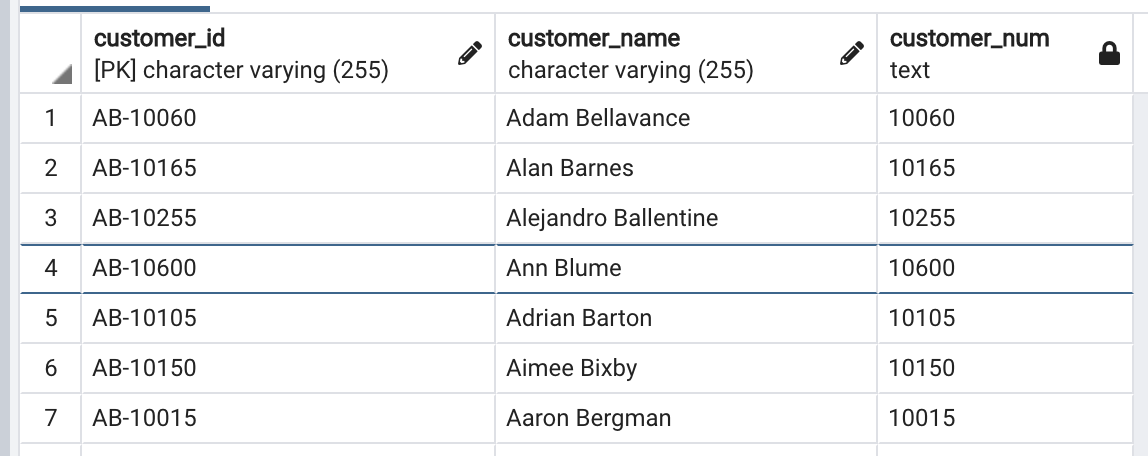 customer_id customer_name customer_num
[PK] character varying (255) character varying (255) text
1 AB-10060 Adam Bellavance 10060
2 AB-10165 Alan Barnes 10165
3 AB-10255 Alejandro Ballentine 10255
4 AB-10600 Ann Blume 10600
5 AB-10105 Adrian Barton 10105
6 AB-10150 Aimee Bixby 10150
7 AB-10015 Aaron Bergman 10015